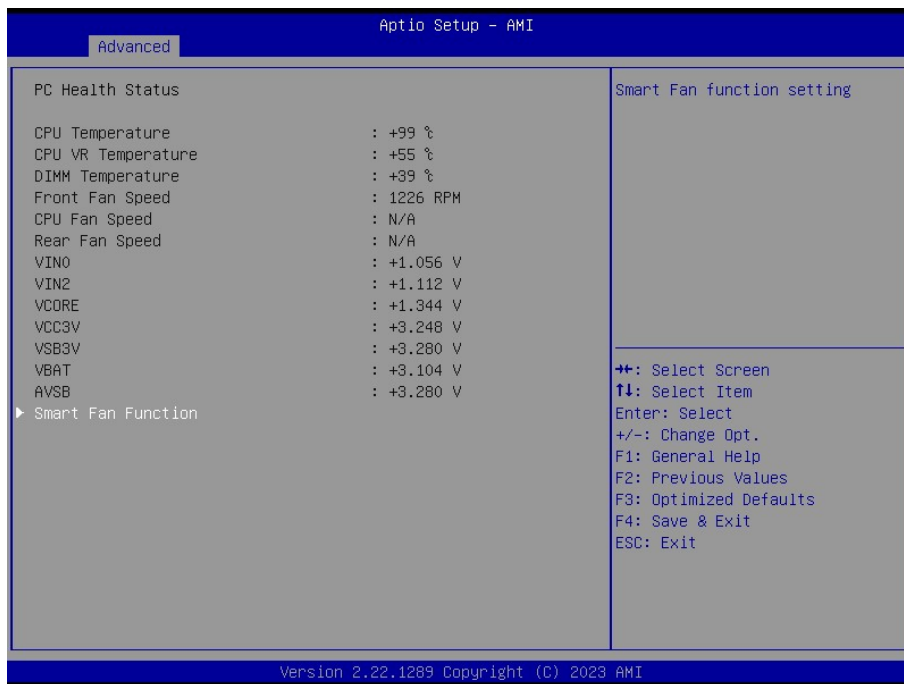 Aptio Setup – AMI
Advanced
PC Health Status
CPU Temperature : +99 ℃
CPU VR Temperature : +55 ℃
DIMM Temperature : +39 ℃
Front Fan Speed : 1226 RPM
CPU Fan Speed : N/A
Rear Fan Speed : N/A
VIN0 : +1.056 V
VIN2 : +1.112 V
VCORE : +1.344 V
VCC3V : +3.248 V
VSB3V : +3.280 V
VBAT : +3.104 V
AVSB : +3.280 V
▶ Smart Fan Function
Smart Fan function setting
→←: Select Screen
↑↓: Select Item
Enter: Select
+/-: Change Opt.
F1: General Help
F2: Previous Values
F3: Optimized Defaults
F4: Save & Exit
ESC: Exit
Version 2.22.1289 Copyright (C) 2023 AMI